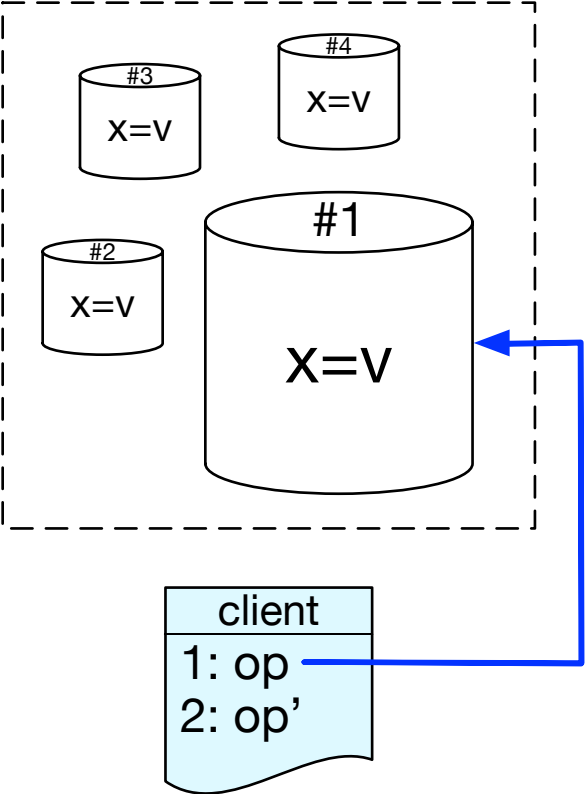 #4
x=v
#3
x=v
#1
x=v
#2
x=v
client
1: op
2: op’